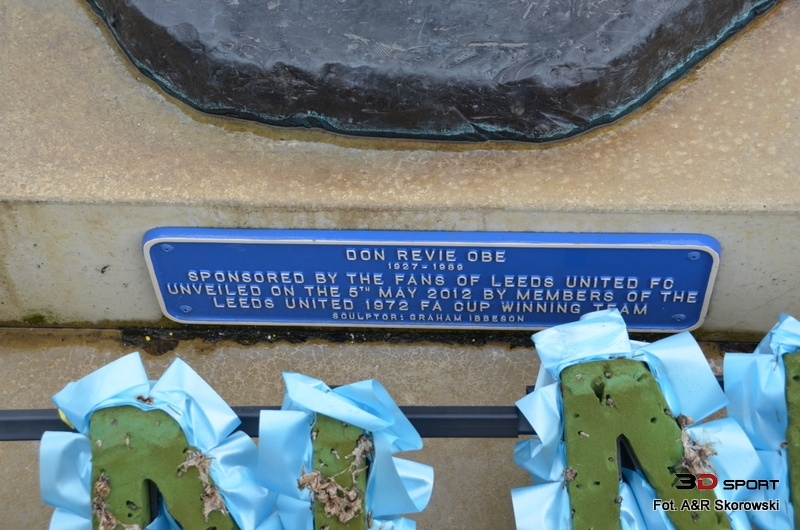 DON REVIE OBE
1927-1989
SPONSORED BY THE FANS OF LEEDS UNITED FC
UNVEILED ON THE 5TH MAY 2012 BY MEMBERS OF THE
LEEDS UNITED 1972 FA CUP WINNING TEAM
SCULPTOR: GRAHAM IBBESON
3D SPORT
Fot. A&R Skorowski